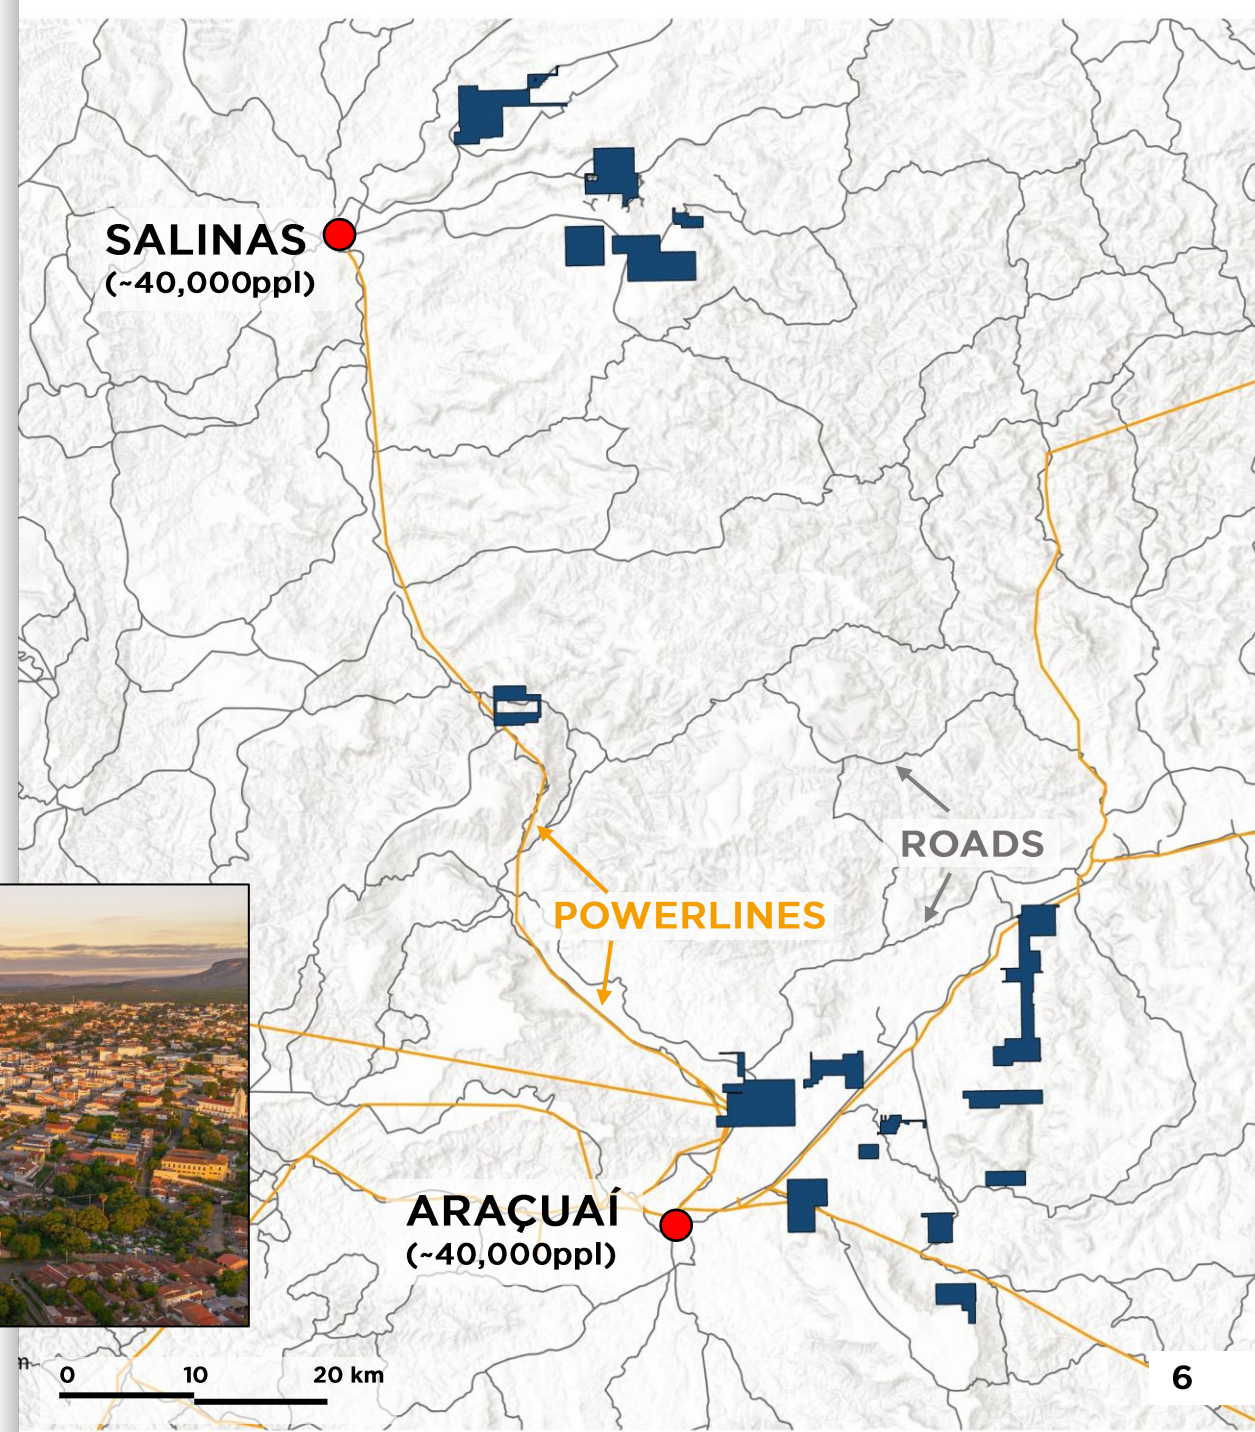 SALINAS
(~40,000ppl)
ROADS
POWERLINES
ARAÇUAÍ
(~40,000ppl)
0 10 20 km
6